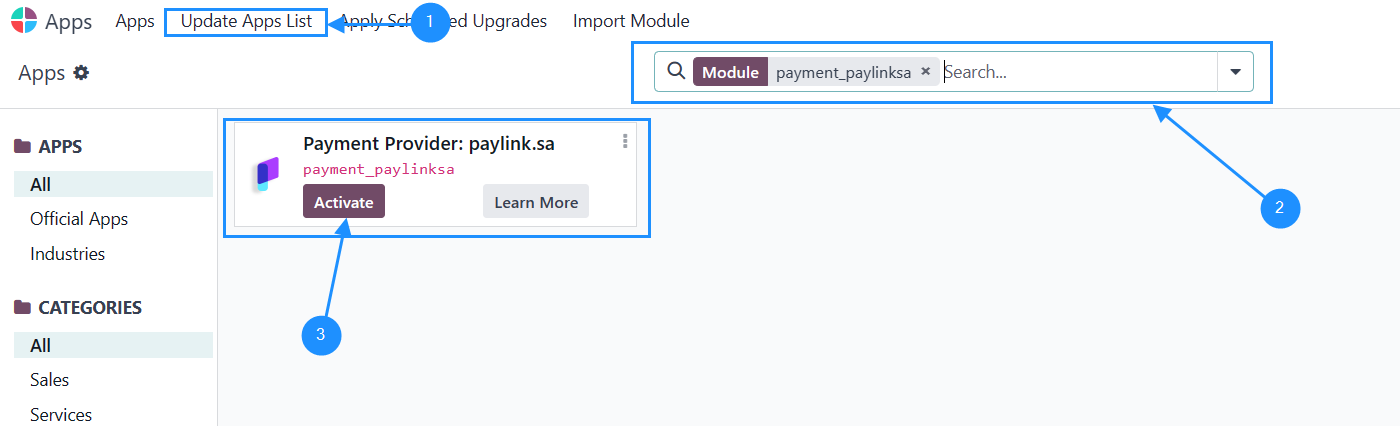 Apps Apps Update Apps List Apply Sch ed Upgrades Import Module
1
Apps
Module payment_paylinksa × Search...
APPS
All
Official Apps
Industries
CATEGORIES
All
Sales
Services
Payment Provider: paylink.sa
payment_paylinksa
Activate Learn More
2
3